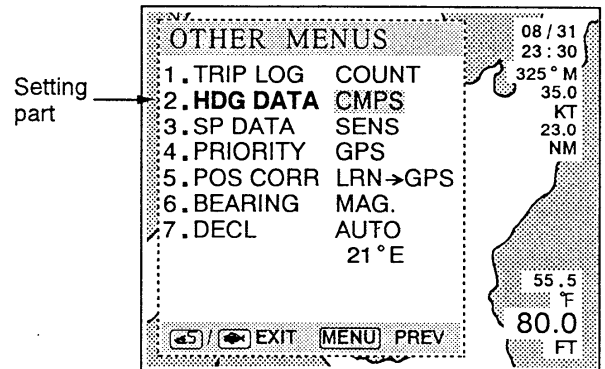 OTHER MENUS
1. TRIP LOG COUNT
2. HDG DATA CMPS
3. SP DATA SENS
4. PRIORITY GPS
5. POS CORR LRN→GPS
6. BEARING MAG.
7. DECL AUTO
21°E
/ EXIT MENU PREV
Setting
part
08/31
23:30
325°M
35.0
KT
23.0
NM
55.5
°F
80.0
FT